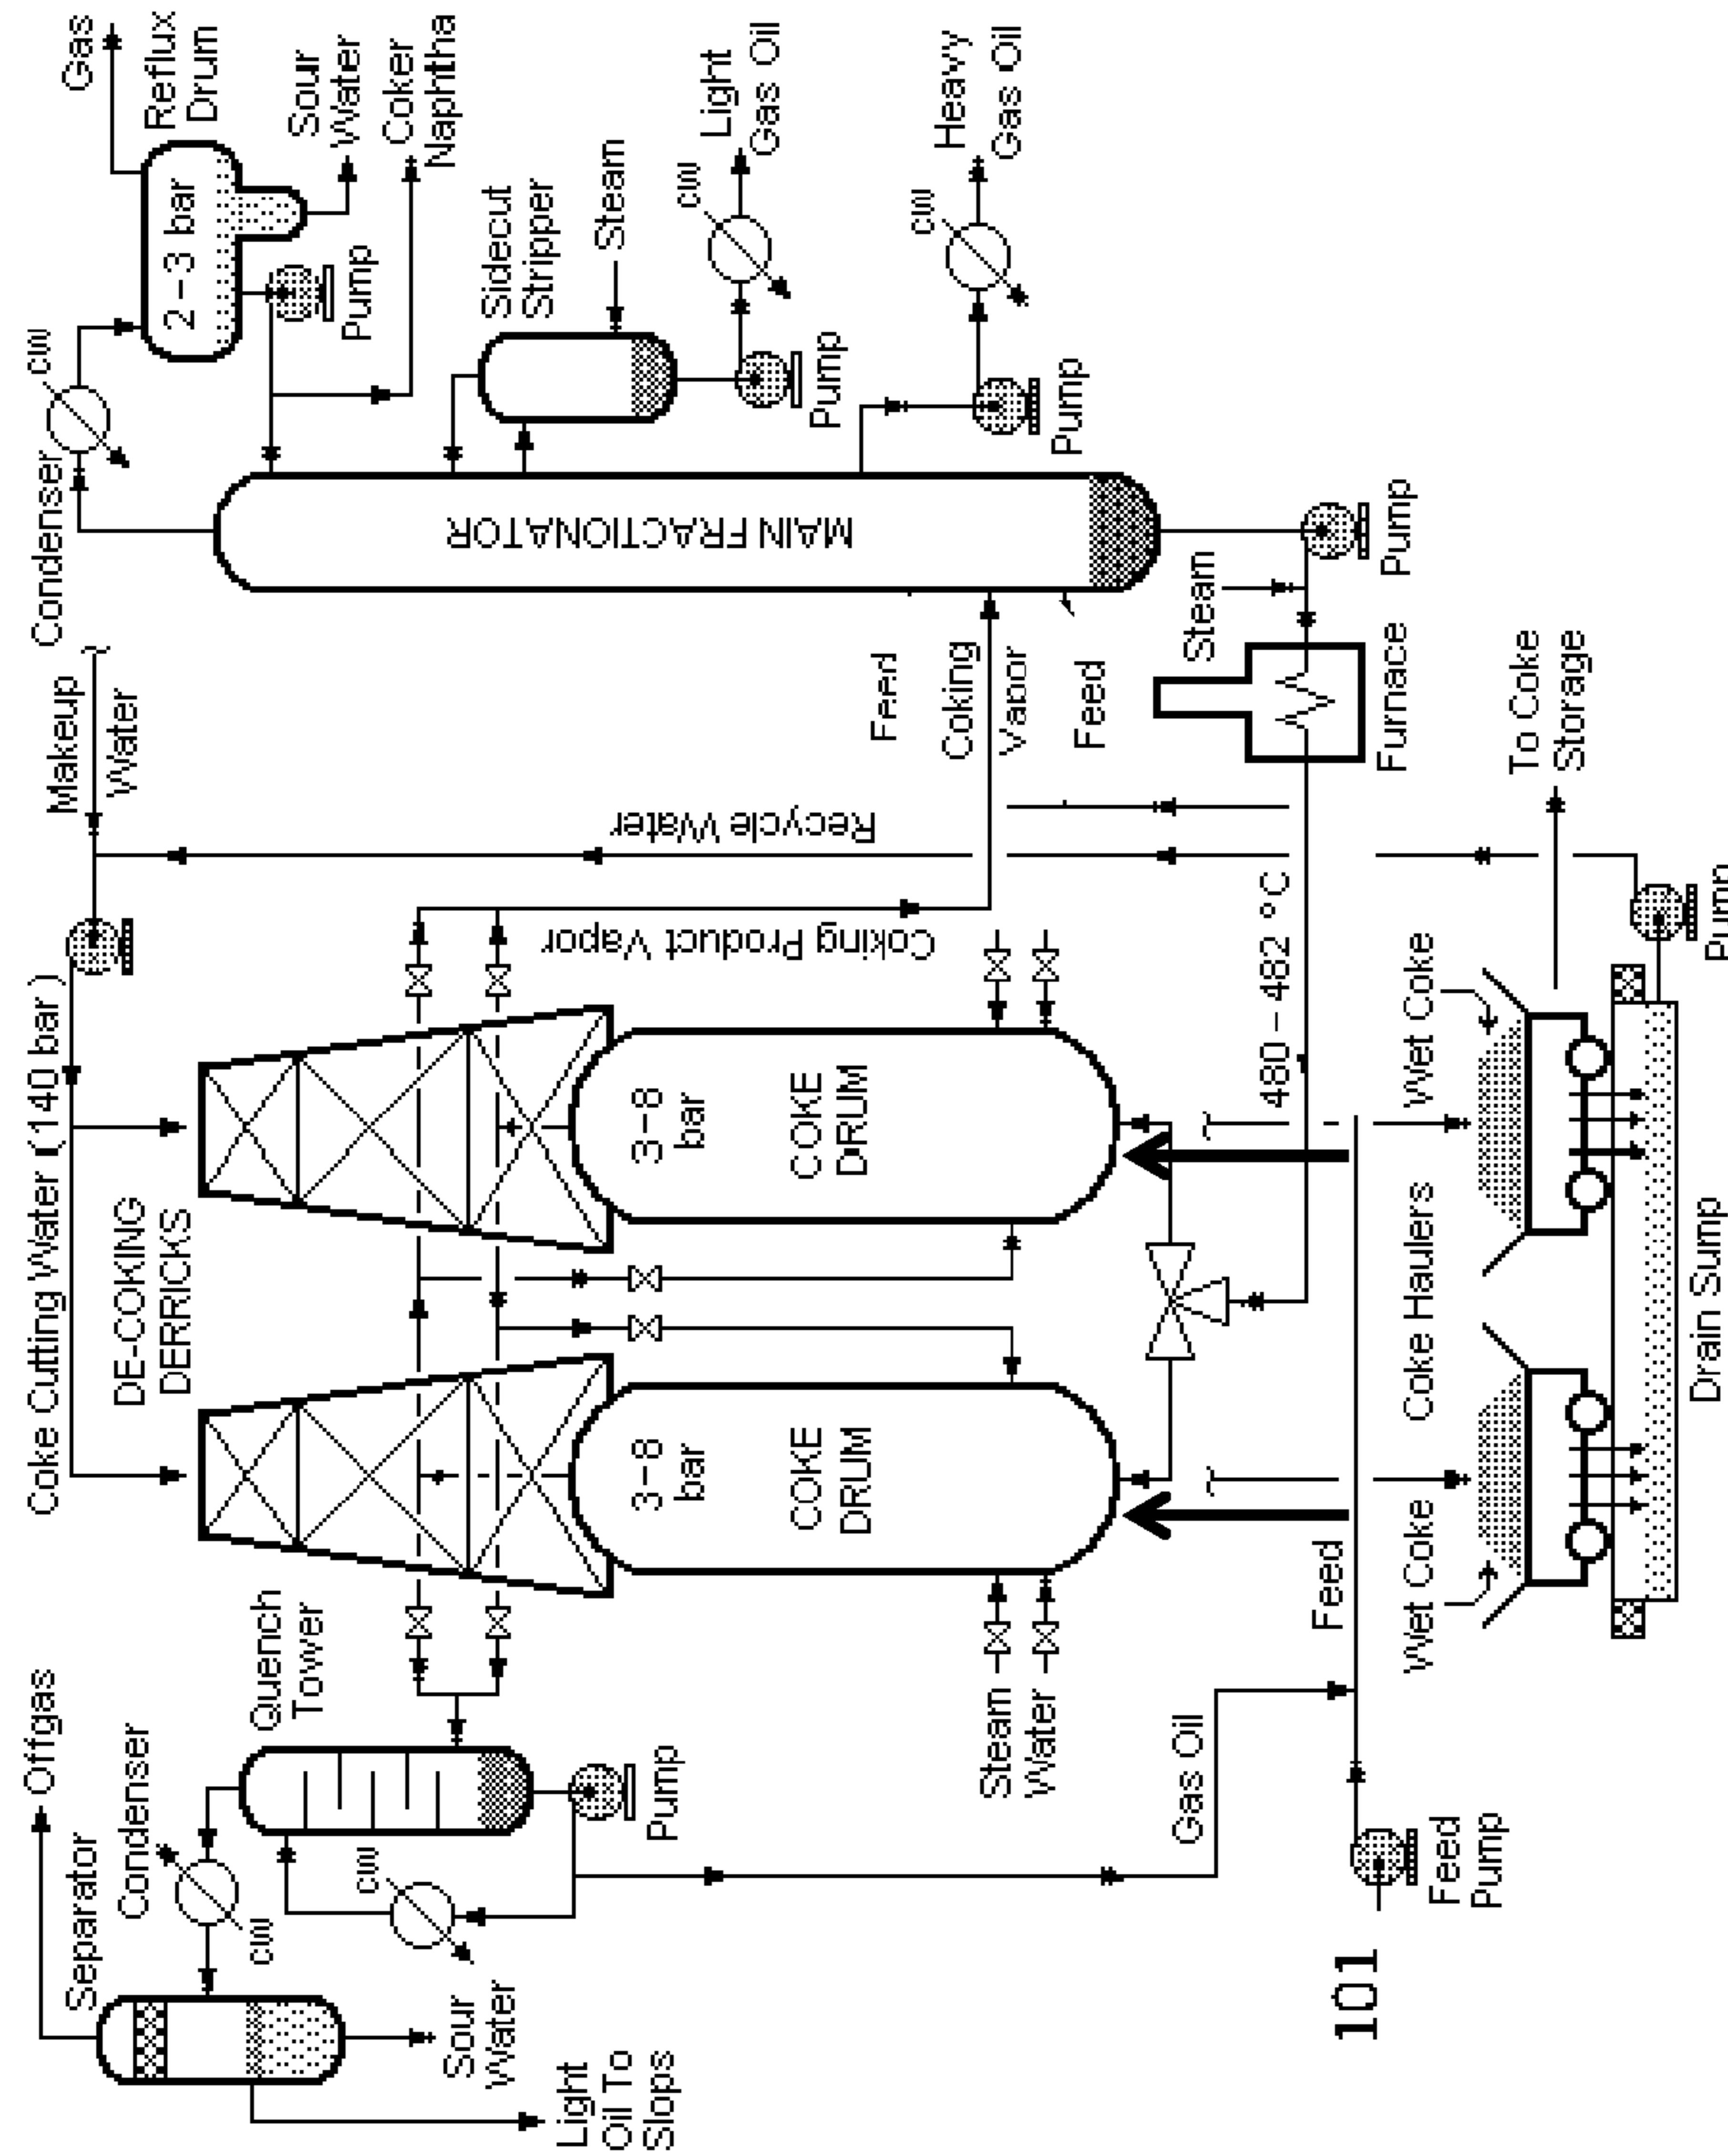 Coke Cutting Water (140 bar)
Makeup
Water
Condenser
cw
Gas
Reflux
Drum
2-3 bar
Sour
Water
Coker
Naphtha
Pump
Offgas
Separator
Condenser
cw
Quench
Tower
cw
Pump
Sour
Water
Light
Oil To
Slops
DE-COKING
DERRICKS
3-8
bar
COKE
DRUM
3-8
bar
COKE
DRUM
Coking Product Vapor
Recycle Water
MAIN FRACTIONATOR
Sidecut
Stripper
Steam
cw
Light
Gas Oil
Pump
cw
Heavy
Gas Oil
Pump
Feed
Coking
Vapor
Feed
Steam
Pump
Furnace
480-482 °C
Steam
Water
Gas Oil
Feed
101
Feed
Pump
Wet Coke
Coke Haulers
Wet Coke
To Coke
Storage
Drain Sump
Pump